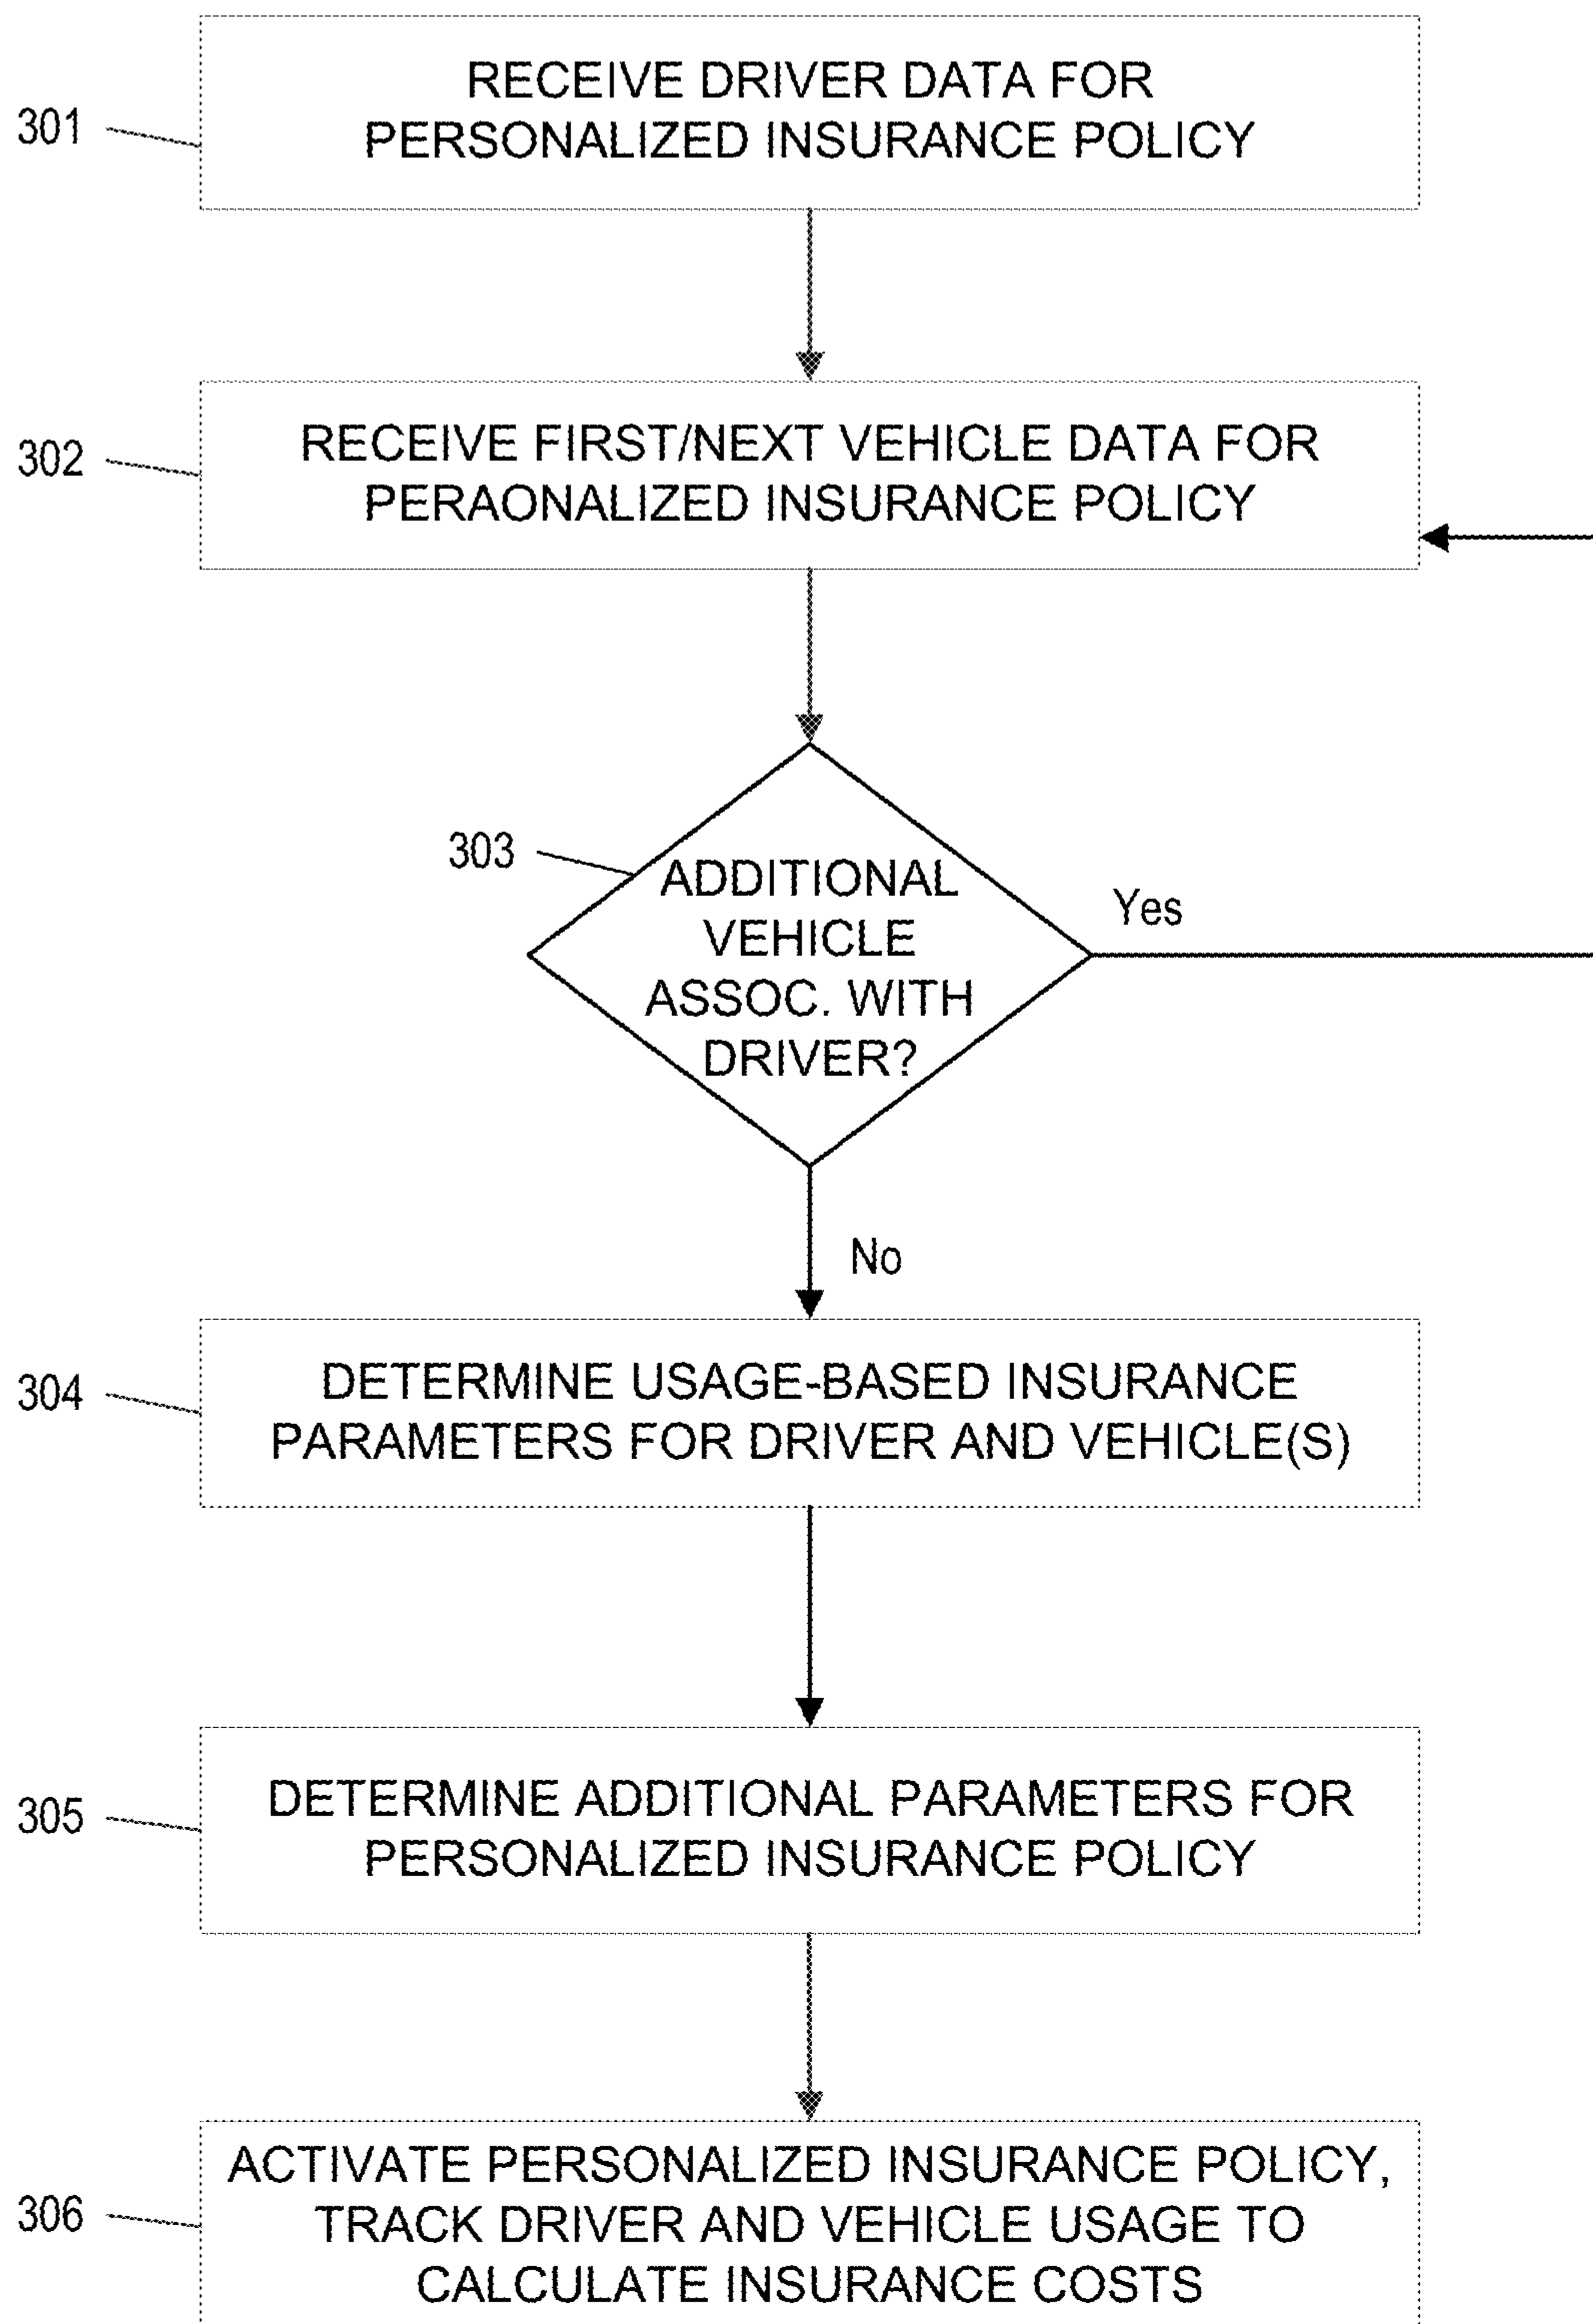 301
RECEIVE DRIVER DATA FOR
PERSONALIZED INSURANCE POLICY
302
RECEIVE FIRST/NEXT VEHICLE DATA FOR
PERAONALIZED INSURANCE POLICY
303
ADDITIONAL
VEHICLE
ASSOC. WITH
DRIVER?
Yes
No
304
DETERMINE USAGE-BASED INSURANCE
PARAMETERS FOR DRIVER AND VEHICLE(S)
305
DETERMINE ADDITIONAL PARAMETERS FOR
PERSONALIZED INSURANCE POLICY
306
ACTIVATE PERSONALIZED INSURANCE POLICY,
TRACK DRIVER AND VEHICLE USAGE TO
CALCULATE INSURANCE COSTS